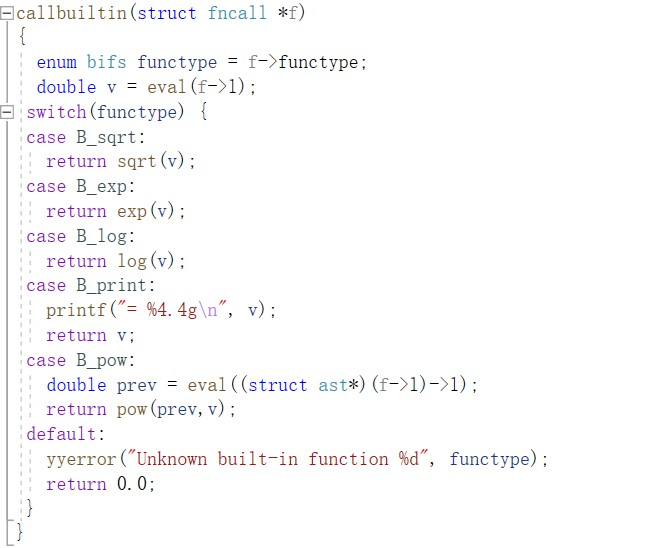 callbuiltin(struct fncall *f)
{
enum bifs functype = f->functype;
double v = eval(f->l);
switch(functype) {
case B_sqrt:
return sqrt(v);
case B_exp:
return exp(v);
case B_log:
return log(v);
case B_print:
printf("= %4.4g\n", v);
return v;
case B_pow:
double prev = eval((struct ast*)(f->l)->l);
return pow(prev,v);
default:
yyerror("Unknown built-in function %d", functype);
return 0.0;
}
}